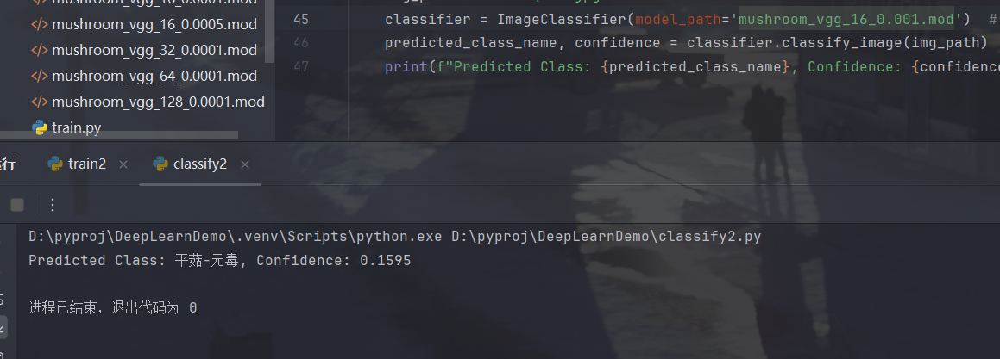 mushroom_vgg_16_0.0005.mod
mushroom_vgg_32_0.0001.mod
mushroom_vgg_64_0.0001.mod
mushroom_vgg_128_0.0001.mod
train.py
45 classifier = ImageClassifier(model_path='mushroom_vgg_16_0.001.mod') #
46 predicted_class_name, confidence = classifier.classify_image(img_path)
47 print(f"Predicted Class: {predicted_class_name}, Confidence: {confidence
运行 train2 × classify2 ×
D:\pyproj\DeepLearnDemo\.venv\Scripts\python.exe D:\pyproj\DeepLearnDemo\classify2.py
Predicted Class: 平菇-无毒, Confidence: 0.1595
进程已结束，退出代码为 0